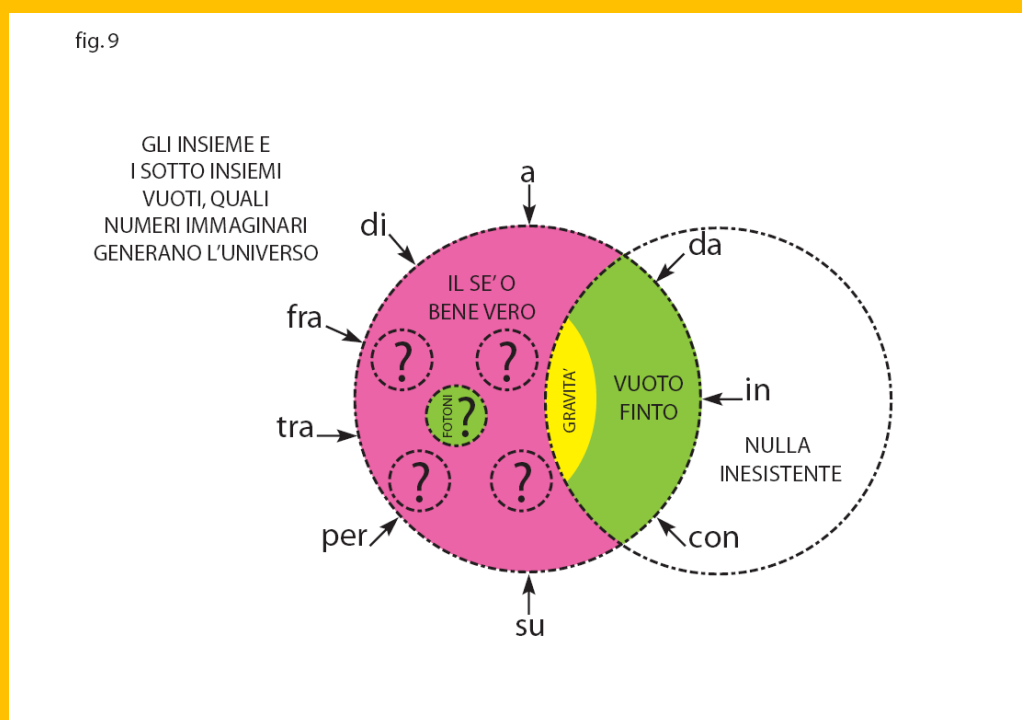 fig. 9
GLI INSIEME E
I SOTTO INSIEMI
VUOTI, QUALI
NUMERI IMMAGINARI
GENERANO L'UNIVERSO
a
di
da
IL SE' O
BENE VERO
fra
?
?
FOTONI ?
GRAVITA'
VUOTO
FINTO
in
tra
NULLA
INESISTENTE
?
?
per
con
su